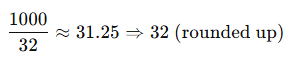 1000/32 ≈ 31.25 ⇒ 32 (rounded up)